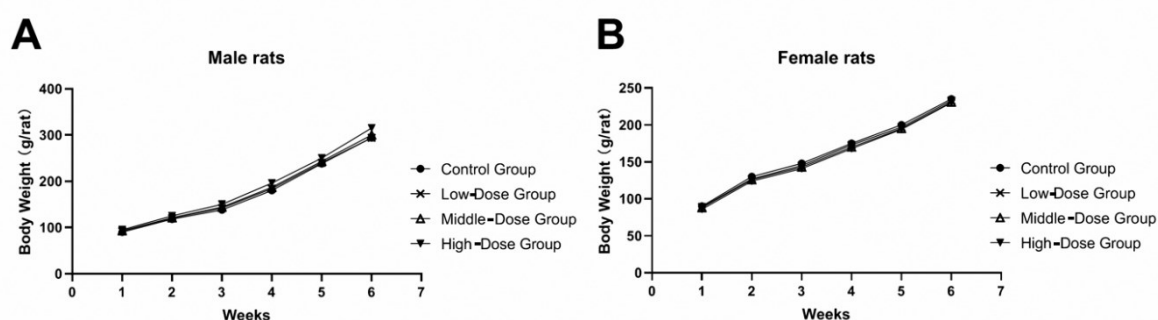 A
Male rats
Body Weight (g/rat)
400
300
200
100
0
0 1 2 3 4 5 6 7
Weeks
Control Group
Low-Dose Group
Middle-Dose Group
High-Dose Group
B
Female rats
Body Weight (g/rat)
250
200
150
100
50
0
0 1 2 3 4 5 6 7
Weeks
Control Group
Low-Dose Group
Middle-Dose Group
High-Dose Group